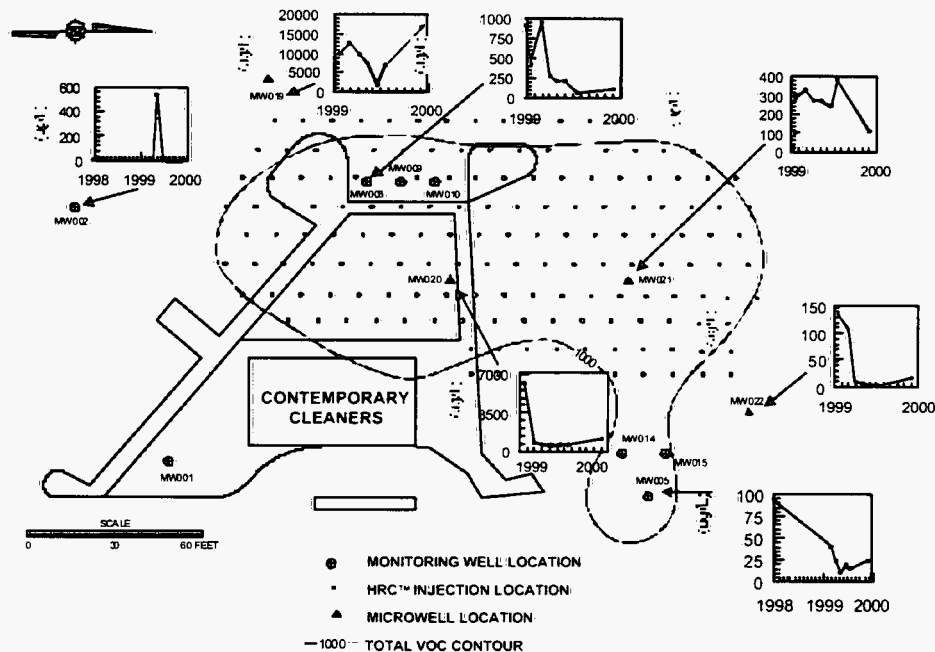 20000
15000
10000
5000
0
1999
2000
MW019
1000
750
500
250
0
1999
2000
400
300
200
100
0
1999
2000
600
400
200
0
1998
1999
2000
MW002
MW009
MW010
MW020
MW021
1000
150
100
50
0
1999
2000
MW022
7000
3500
0
1999
2000
CONTEMPORARY
CLEANERS
MW014
MW015
MW005
MW001
100
75
50
25
0
1998
1999
2000
SCALE
0 30 60 FEET
MONITORING WELL LOCATION
HRC™ INJECTION LOCATION
MICROWELL LOCATION
—1000— TOTAL VOC CONTOUR